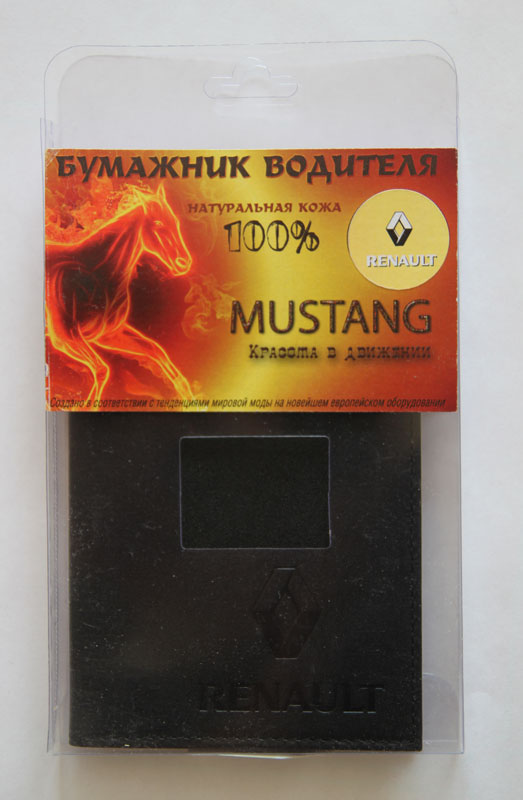 БУМАЖНИК ВОДИТЕЛЯ
НАТУРАЛЬНАЯ КОЖА
100%
RENAULT
MUSTANG
Красота в движении
Создано в соответствии с тенденциями мировой моды на новейшем европейском оборудовании
RENAULT